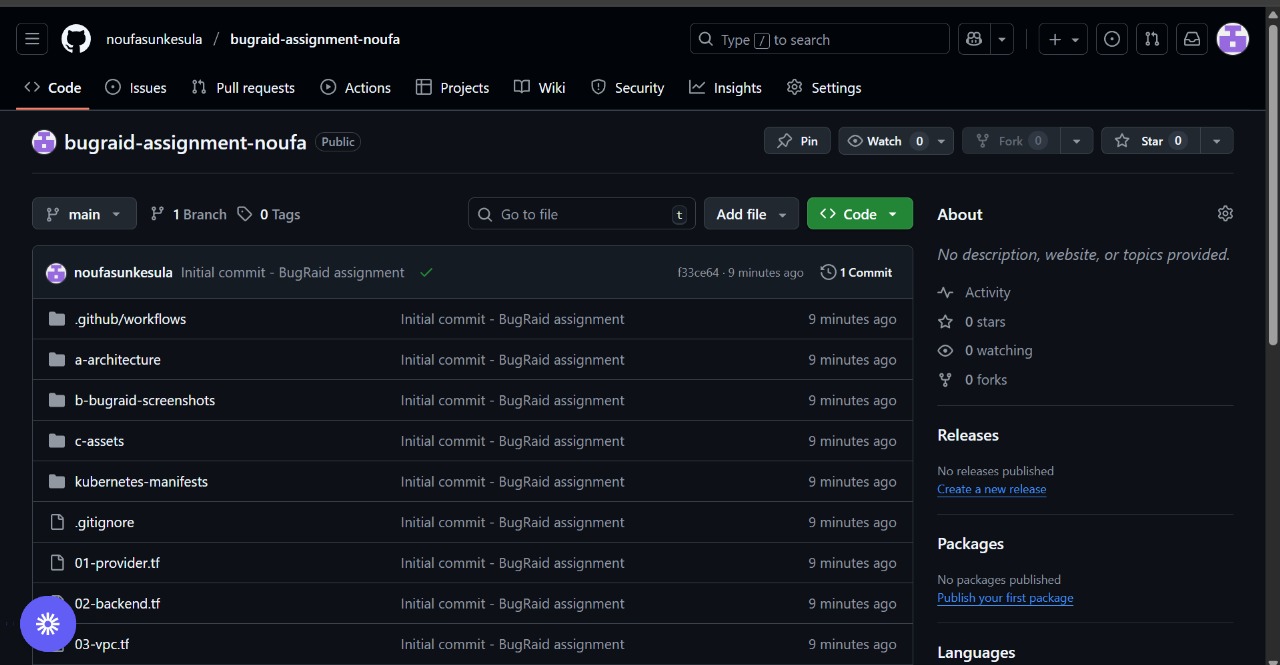 noufasunkesula / bugraid-assignment-noufa
Type / to search
Code Issues Pull requests Actions Projects Wiki Security Insights Settings
bugraid-assignment-noufa Public
Pin Watch 0 Fork 0 Star 0
main 1 Branch 0 Tags Go to file t Add file Code
noufasunkesula Initial commit - BugRaid assignment f33ce64 · 9 minutes ago 1 Commit
.github/workflows Initial commit - BugRaid assignment 9 minutes ago
a-architecture Initial commit - BugRaid assignment 9 minutes ago
b-bugraid-screenshots Initial commit - BugRaid assignment 9 minutes ago
c-assets Initial commit - BugRaid assignment 9 minutes ago
kubernetes-manifests Initial commit - BugRaid assignment 9 minutes ago
.gitignore Initial commit - BugRaid assignment 9 minutes ago
01-provider.tf Initial commit - BugRaid assignment 9 minutes ago
02-backend.tf Initial commit - BugRaid assignment 9 minutes ago
03-vpc.tf Initial commit - BugRaid assignment 9 minutes ago
About
No description, website, or topics provided.
Activity
0 stars
0 watching
0 forks
Releases
No releases published
Create a new release
Packages
No packages published
Publish your first package
Languages